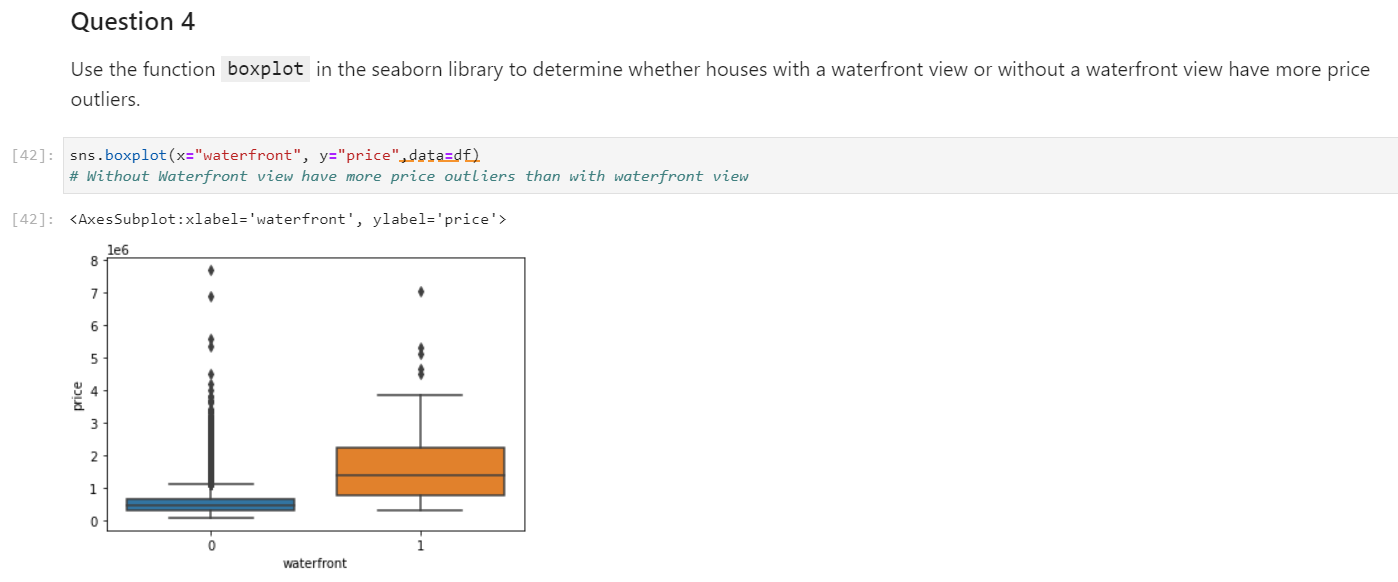 Question 4
Use the function boxplot in the seaborn library to determine whether houses with a waterfront view or without a waterfront view have more price
outliers.
[42]: sns.boxplot(x="waterfront", y="price",data=df)
# Without Waterfront view have more price outliers than with waterfront view
[42]: <AxesSubplot:xlabel='waterfront', ylabel='price'>
1e6
8
7
6
5
4
3
2
1
0
price
0 1
waterfront